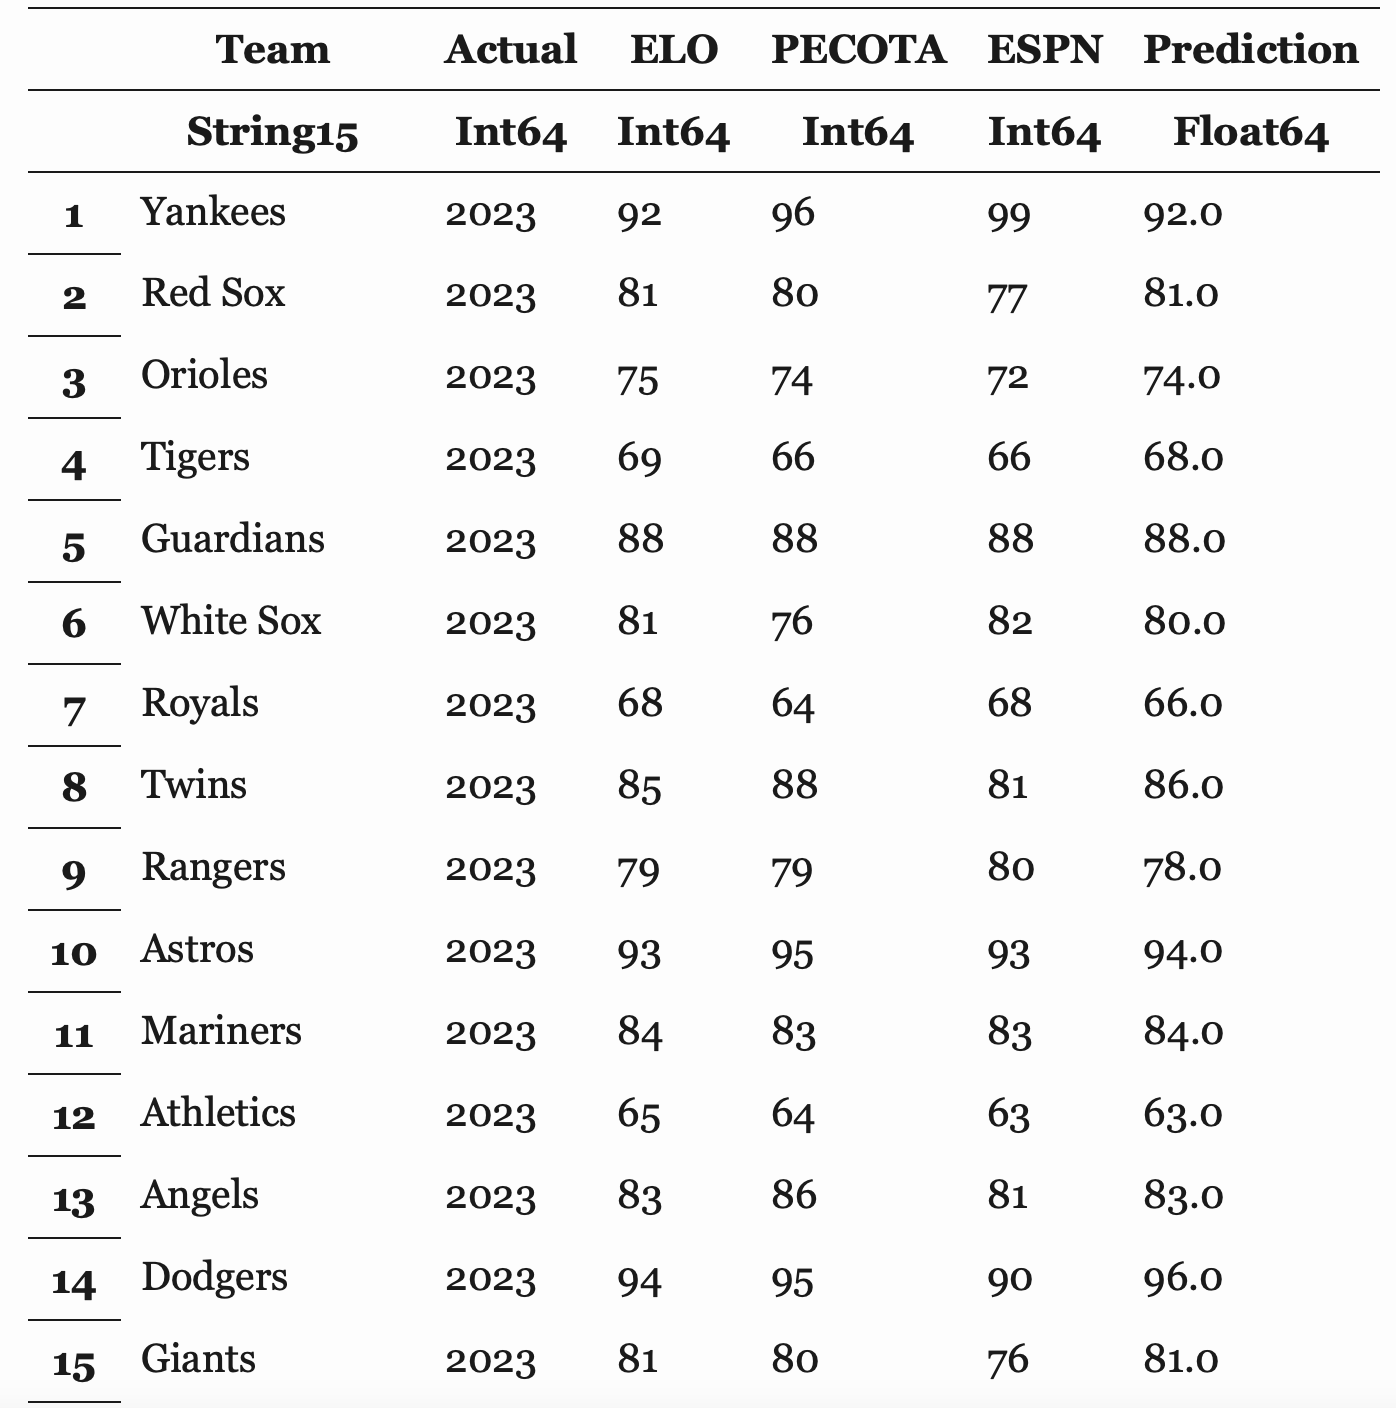 Team Actual ELO PECOTA ESPN Prediction
String15 Int64 Int64 Int64 Int64 Float64
1 Yankees 2023 92 96 99 92.0
2 Red Sox 2023 81 80 77 81.0
3 Orioles 2023 75 74 72 74.0
4 Tigers 2023 69 66 66 68.0
5 Guardians 2023 88 88 88 88.0
6 White Sox 2023 81 76 82 80.0
7 Royals 2023 68 64 68 66.0
8 Twins 2023 85 88 81 86.0
9 Rangers 2023 79 79 80 78.0
10 Astros 2023 93 95 93 94.0
11 Mariners 2023 84 83 83 84.0
12 Athletics 2023 65 64 63 63.0
13 Angels 2023 83 86 81 83.0
14 Dodgers 2023 94 95 90 96.0
15 Giants 2023 81 80 76 81.0